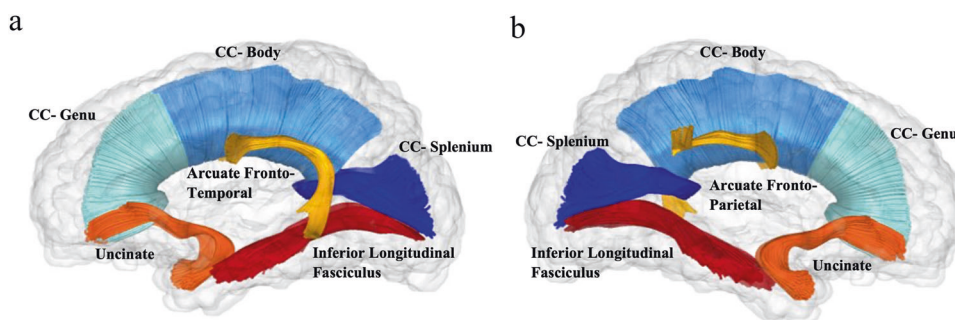 a
CC- Body
CC- Genu
CC- Splenium
Arcuate Fronto-
Temporal
Uncinate
Inferior Longitudinal
Fasciculus
b
CC- Body
CC- Genu
CC- Splenium
Arcuate Fronto-
Parietal
Inferior Longitudinal
Fasciculus
Uncinate